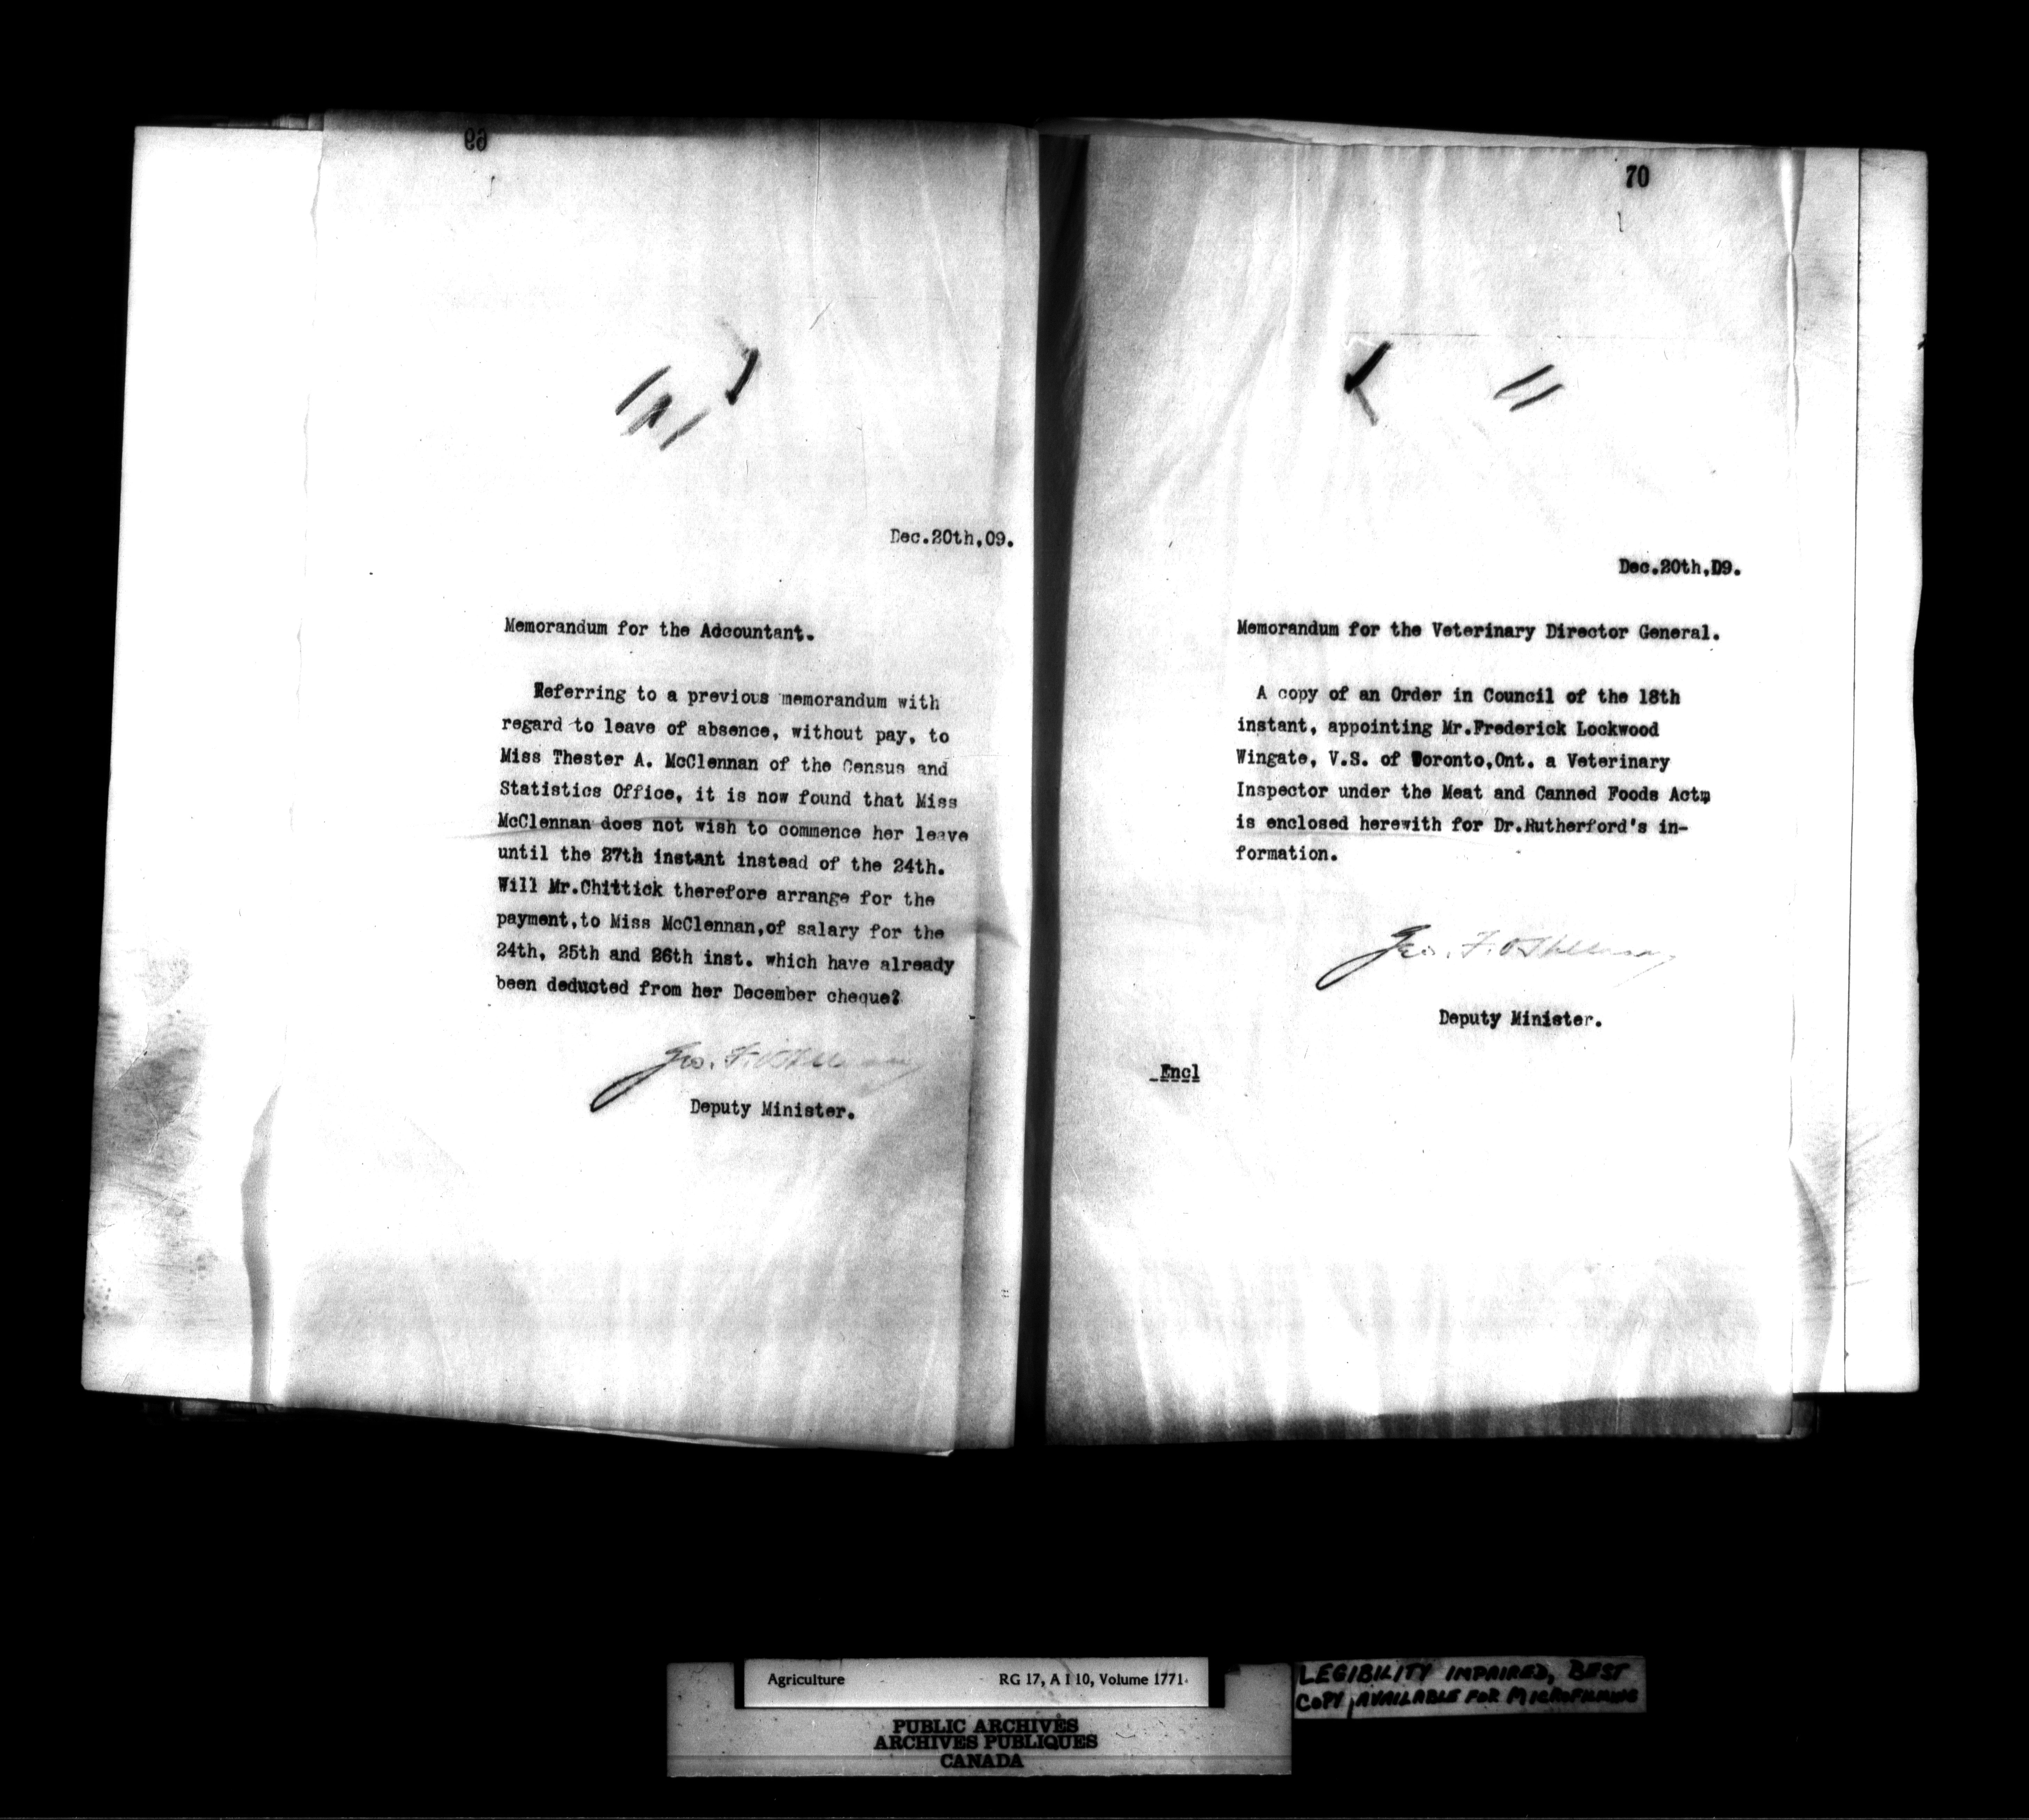 69
Dec.20th,09.
Memorandum for the Adcountant.
Referring to a previous memorandum with
regard to leave of absence, without pay, to
Miss Thester A. McClennan of the Census and
Statistics Office, it is now found that Miss
McClennan does not wish to commence her leave
until the 27th instant instead of the 24th.
Will Mr.Chittick therefore arrange for the
payment,to Miss McClennan,of salary for the
24th, 25th and 26th inst. which have already
been deducted from her December cheque?
Geo. F. O'Halloran
Deputy Minister.
70
Dec.20th,D9.
Memorandum for the Veterinary Director General.
A copy of an Order in Council of the 18th
instant, appointing Mr.Frederick Lockwood
Wingate, V.S. of Toronto,Ont. a Veterinary
Inspector under the Meat and Canned Foods Act,
is enclosed herewith for Dr.Rutherford's in-
formation.
Geo. F. O'Halloran
Deputy Minister.
Encl
Agriculture RG 17, A I 10, Volume 1771
PUBLIC ARCHIVES
ARCHIVES PUBLIQUES
CANADA
LEGIBILITY IMPAIRED, BEST
COPY AVAILABLE FOR MICROFILMING